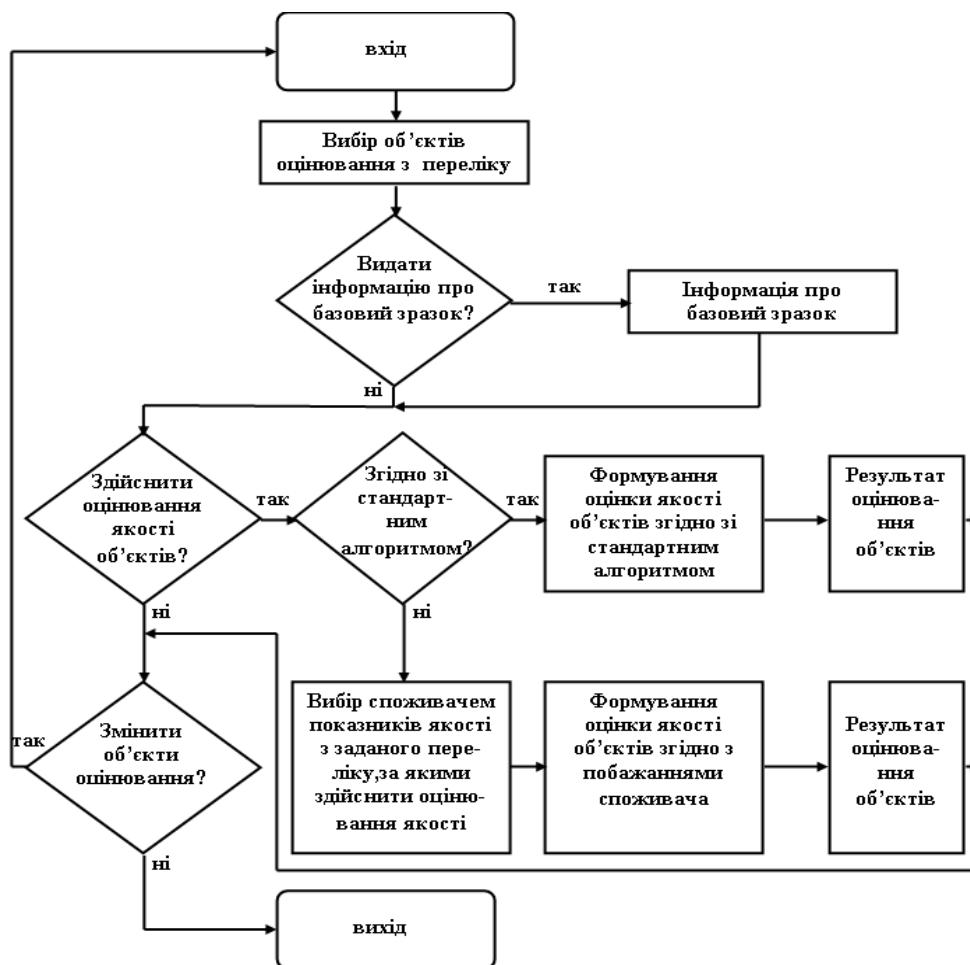 вхід
Вибір об’єктів
оцінювання з переліку
Видати
інформацію про
базовий зразок?
так
Інформація про
базовий зразок
ні
Здійснити
оцінювання
якості
об’єктів?
так
Згідно зі
стандарт-
ним
алгоритмом?
так
Формування
оцінки якості
об’єктів згідно зі
стандартним
алгоритмом
Результат
оцінюва-
ння
об’єктів
ні
ні
Змінити
об’єкти
оцінювання?
так
Вибір споживачем
показників якості
з заданого пере-
ліку,за якими
здійснити оціню-
вання якості
Формування
оцінки якості
об’єктів згідно з
побажаннями
споживача
Результат
оцінюва-
ння
об’єктів
ні
вихід